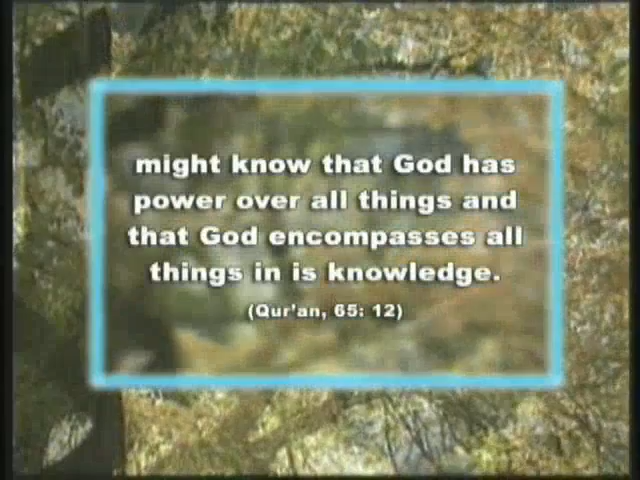 might know that God has
power over all things and
that God encompasses all
things in is knowledge.
(Qur'an, 65: 12)